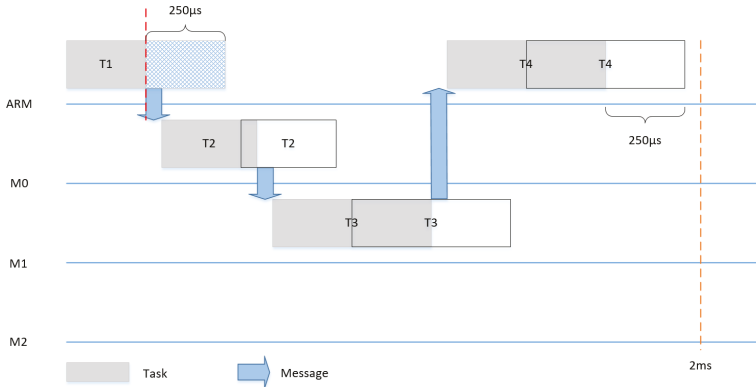 250µs
T1
T4
T4
ARM
250µs
T2
T2
M0
T3
T3
M1
M2
2ms
Task
Message